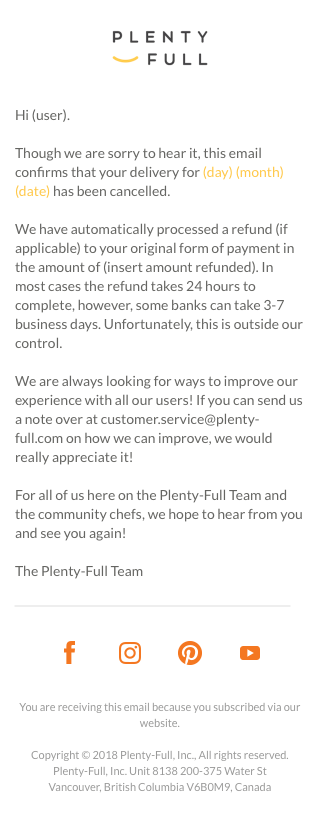 PLENTY
FULL
Hi (user).
Though we are sorry to hear it, this email
confirms that your delivery for (day) (month)
(date) has been cancelled.
We have automatically processed a refund (if
applicable) to your original form of payment in
the amount of (insert amount refunded). In
most cases the refund takes 24 hours to
complete, however, some banks can take 3-7
business days. Unfortunately, this is outside our
control.
We are always looking for ways to improve our
experience with all our users! If you can send us
a note over at customer.service@plenty-
full.com on how we can improve, we would
really appreciate it!
For all of us here on the Plenty-Full Team and
the community chefs, we hope to hear from you
and see you again!
The Plenty-Full Team
You are receiving this email because you subscribed via our
website.
Copyright © 2018 Plenty-Full, Inc., All rights reserved.
Plenty-Full, Inc. Unit 8138 200-375 Water St
Vancouver, British Columbia V6B0M9, Canada